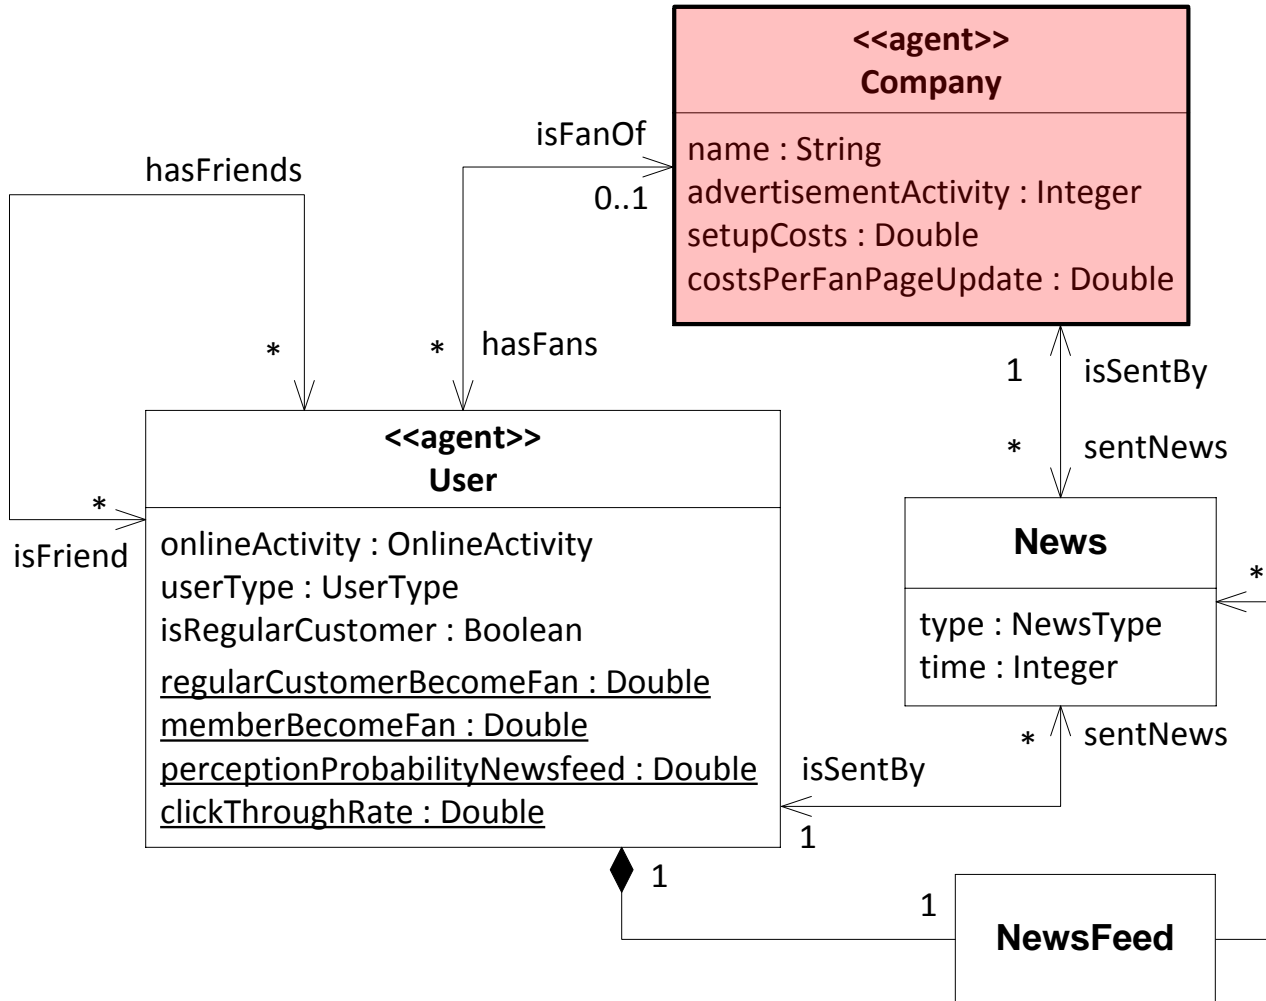 <<agent>>
Company
name : String
advertisementActivity : Integer
setupCosts : Double
costsPerFanPageUpdate : Double
isFanOf
0..1
hasFriends
*
* hasFans
1 isSentBy
* sentNews
<<agent>>
User
onlineActivity : OnlineActivity
userType : UserType
isRegularCustomer : Boolean
regularCustomerBecomeFan : Double
memberBecomeFan : Double
perceptionProbabilityNewsfeed : Double
clickThroughRate : Double
*
isFriend
News
type : NewsType
time : Integer
*
* sentNews
isSentBy
1
1
1
NewsFeed